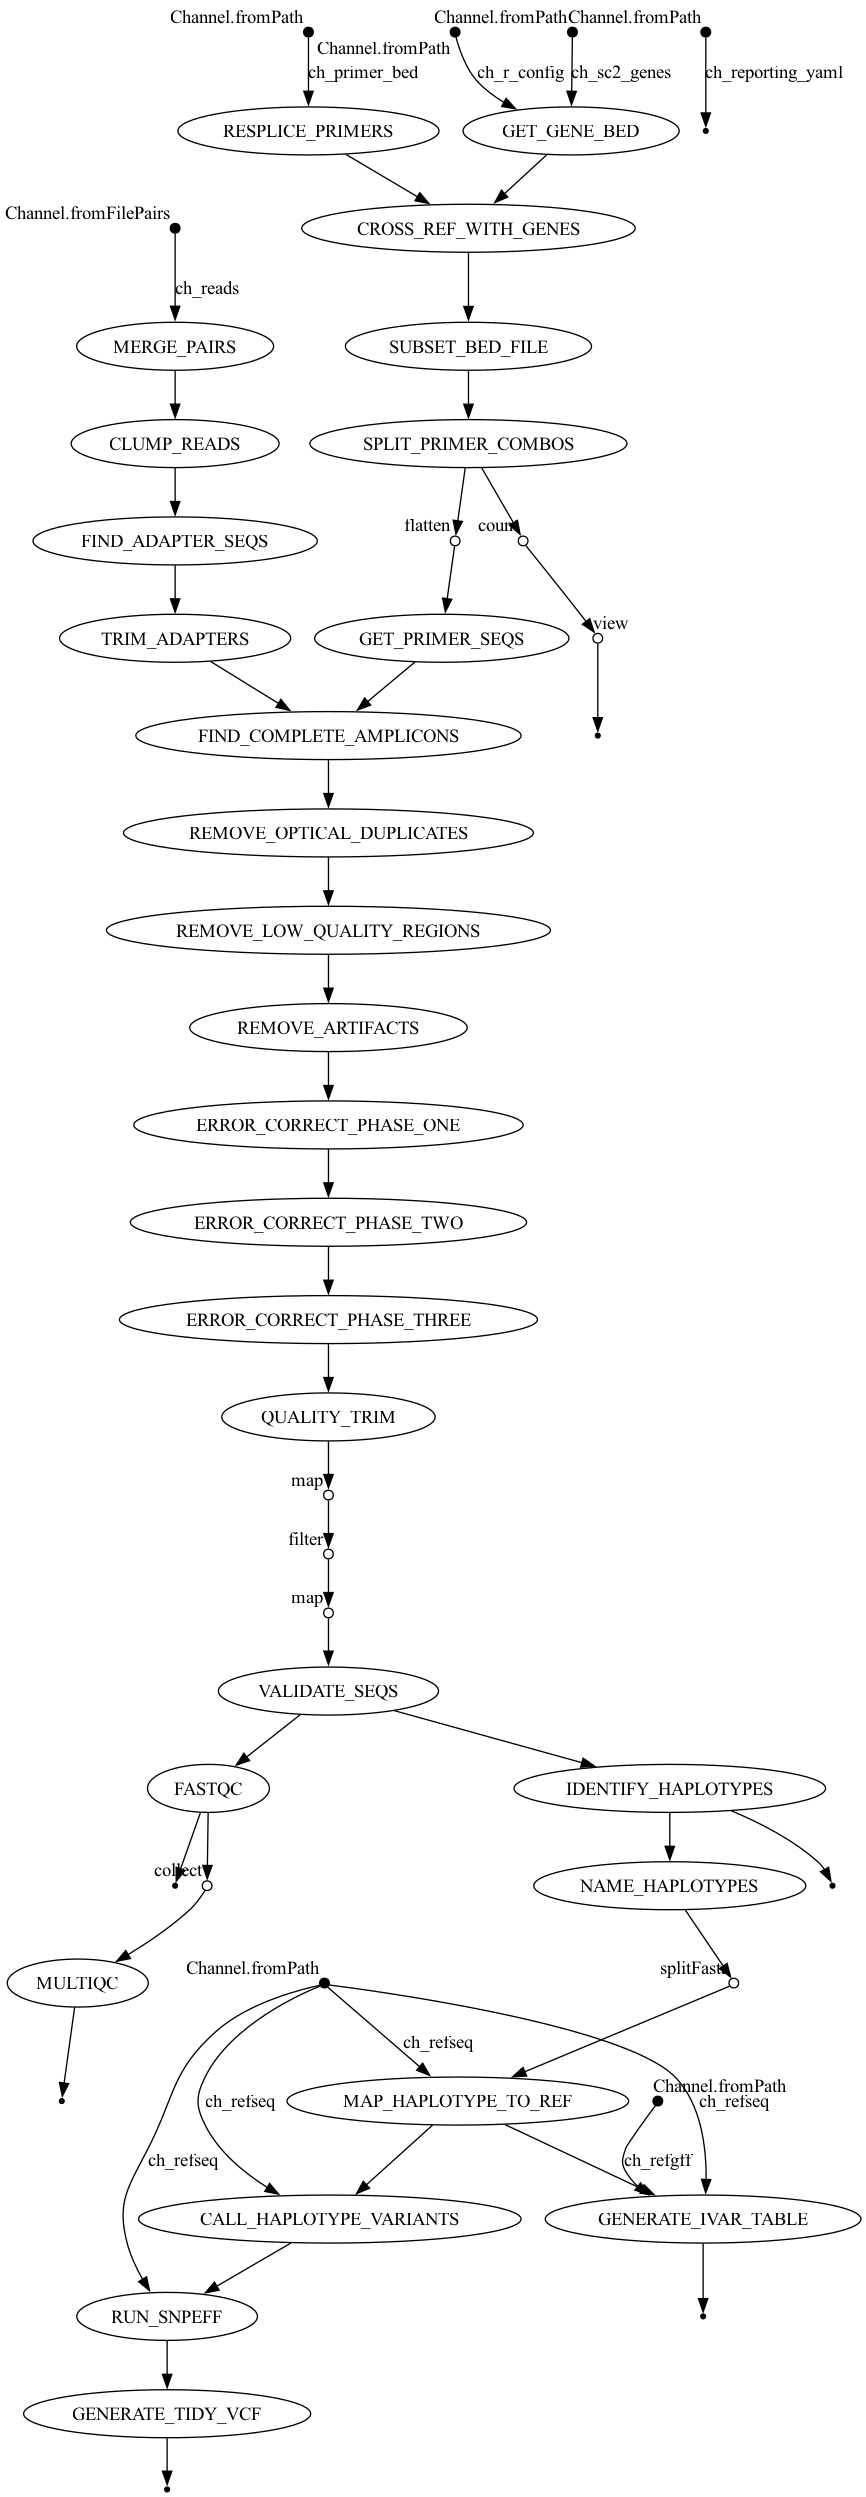 Channel.fromPath
Channel.fromPath
Channel.fromPath
Channel.fromPath
ch_primer_bed
ch_r_config
ch_sc2_genes
ch_reporting_yaml
RESPLICE_PRIMERS
GET_GENE_BED
Channel.fromFilePairs
CROSS_REF_WITH_GENES
ch_reads
MERGE_PAIRS
SUBSET_BED_FILE
CLUMP_READS
SPLIT_PRIMER_COMBOS
flatten
count
FIND_ADAPTER_SEQS
view
TRIM_ADAPTERS
GET_PRIMER_SEQS
FIND_COMPLETE_AMPLICONS
REMOVE_OPTICAL_DUPLICATES
REMOVE_LOW_QUALITY_REGIONS
REMOVE_ARTIFACTS
ERROR_CORRECT_PHASE_ONE
ERROR_CORRECT_PHASE_TWO
ERROR_CORRECT_PHASE_THREE
QUALITY_TRIM
map
filter
map
VALIDATE_SEQS
FASTQC
IDENTIFY_HAPLOTYPES
collect
NAME_HAPLOTYPES
Channel.fromPath
splitFasta
MULTIQC
ch_refseq
Channel.fromPath
ch_refseq
MAP_HAPLOTYPE_TO_REF
ch_refseq
ch_refseq
ch_refgff
CALL_HAPLOTYPE_VARIANTS
GENERATE_IVAR_TABLE
RUN_SNPEFF
GENERATE_TIDY_VCF